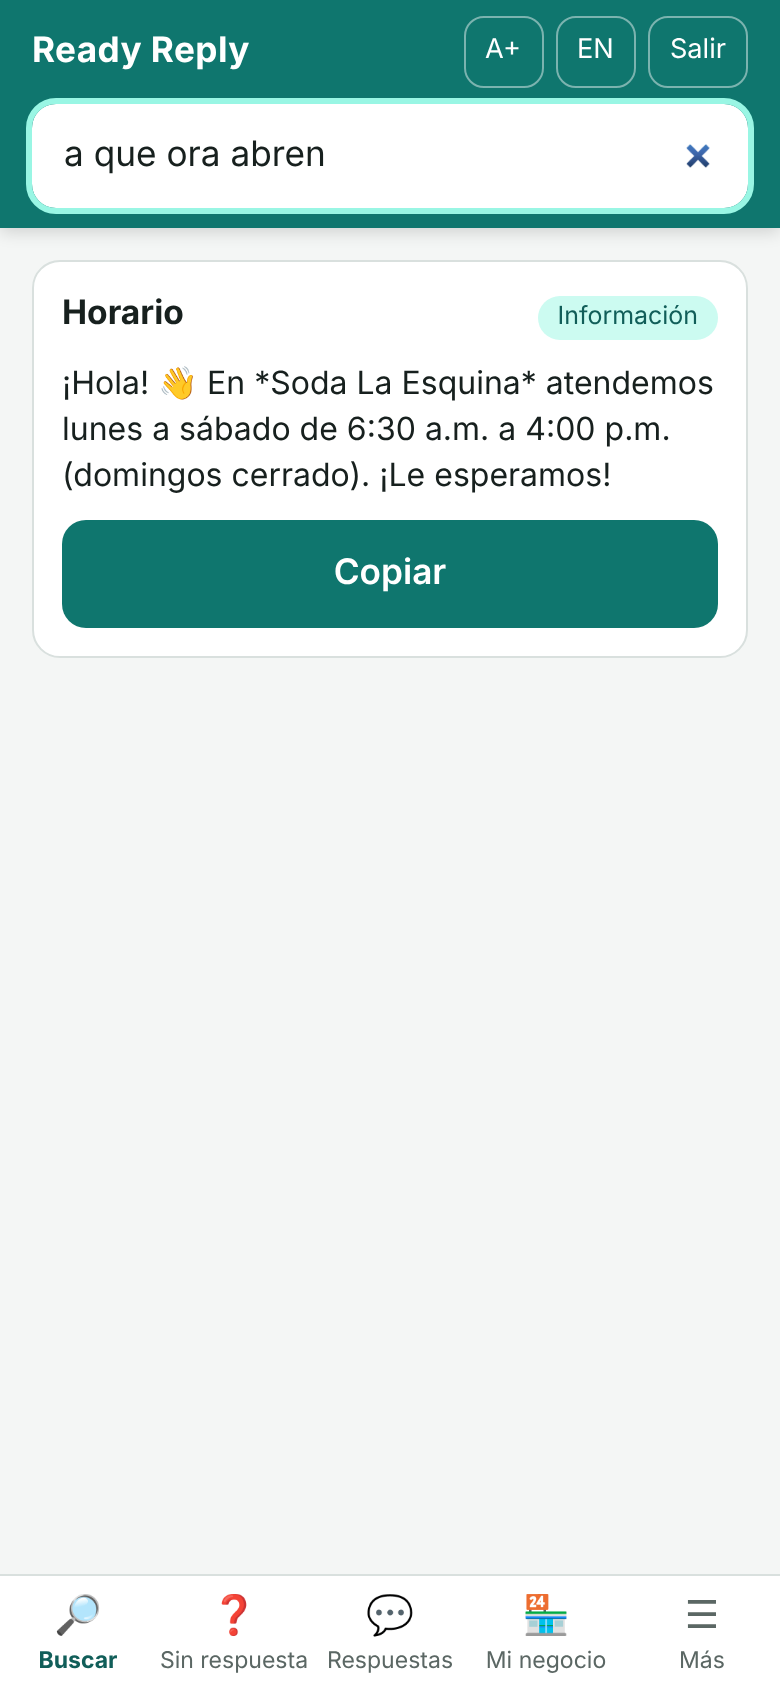 Ready Reply
A+
EN
Salir
a que ora abren
Horario
Información
¡Hola! 👋 En *Soda La Esquina* atendemos
lunes a sábado de 6:30 a.m. a 4:00 p.m.
(domingos cerrado). ¡Le esperamos!
Copiar
24
Buscar
Sin respuesta
Respuestas
Mi negocio
Más